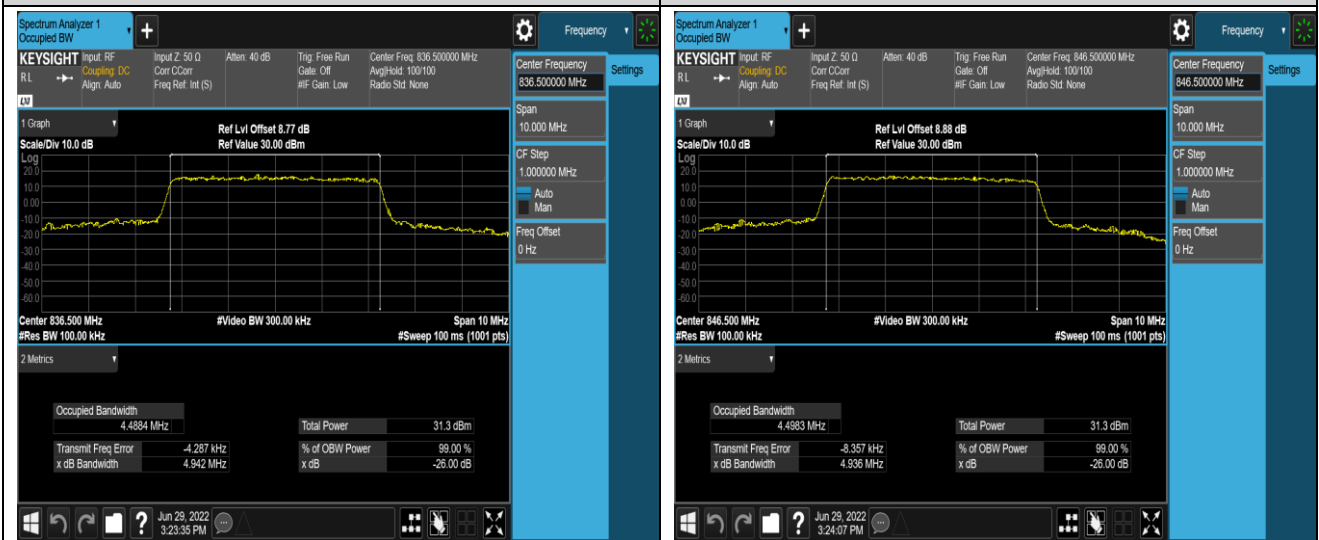 Spectrum Analyzer 1
Occupied BW
+
Frequency
KEYSIGHT
Input: RF
Coupling: DC
Align: Auto
Input Z: 50 Ω
Corr CCorr
Freq Ref: Int (S)
Atten: 40 dB
Trig: Free Run
Gate: Off
#IF Gain: Low
Center Freq: 836.500000 MHz
Avg|Hold: 100/100
Radio Std: None
RL
LXI
Center Frequency
836.500000 MHz
Settings
Span
10.000 MHz
CF Step
1.000000 MHz
Auto
Man
Freq Offset
0 Hz
1 Graph
Ref Lvl Offset 8.77 dB
Scale/Div 10.0 dB
Ref Value 30.00 dBm
Log
20.0
10.0
0.00
-10.0
-20.0
-30.0
-40.0
-50.0
-60.0
Center 836.500 MHz
#Video BW 300.00 kHz
Span 10 MHz
#Res BW 100.00 kHz
#Sweep 100 ms (1001 pts)
2 Metrics
Occupied Bandwidth
4.4884 MHz
Total Power 31.3 dBm
Transmit Freq Error -4.287 kHz
% of OBW Power 99.00 %
x dB Bandwidth 4.942 MHz
x dB -26.00 dB
?
Jun 29, 2022
3:23:35 PM
Spectrum Analyzer 1
Occupied BW
+
Frequency
KEYSIGHT
Input: RF
Coupling: DC
Align: Auto
Input Z: 50 Ω
Corr CCorr
Freq Ref: Int (S)
Atten: 40 dB
Trig: Free Run
Gate: Off
#IF Gain: Low
Center Freq: 846.500000 MHz
Avg|Hold: 100/100
Radio Std: None
RL
LXI
Center Frequency
846.500000 MHz
Settings
Span
10.000 MHz
CF Step
1.000000 MHz
Auto
Man
Freq Offset
0 Hz
1 Graph
Ref Lvl Offset 8.88 dB
Scale/Div 10.0 dB
Ref Value 30.00 dBm
Log
20.0
10.0
0.00
-10.0
-20.0
-30.0
-40.0
-50.0
-60.0
Center 846.500 MHz
#Video BW 300.00 kHz
Span 10 MHz
#Res BW 100.00 kHz
#Sweep 100 ms (1001 pts)
2 Metrics
Occupied Bandwidth
4.4983 MHz
Total Power 31.3 dBm
Transmit Freq Error -8.357 kHz
% of OBW Power 99.00 %
x dB Bandwidth 4.936 MHz
x dB -26.00 dB
?
Jun 29, 2022
3:24:07 PM